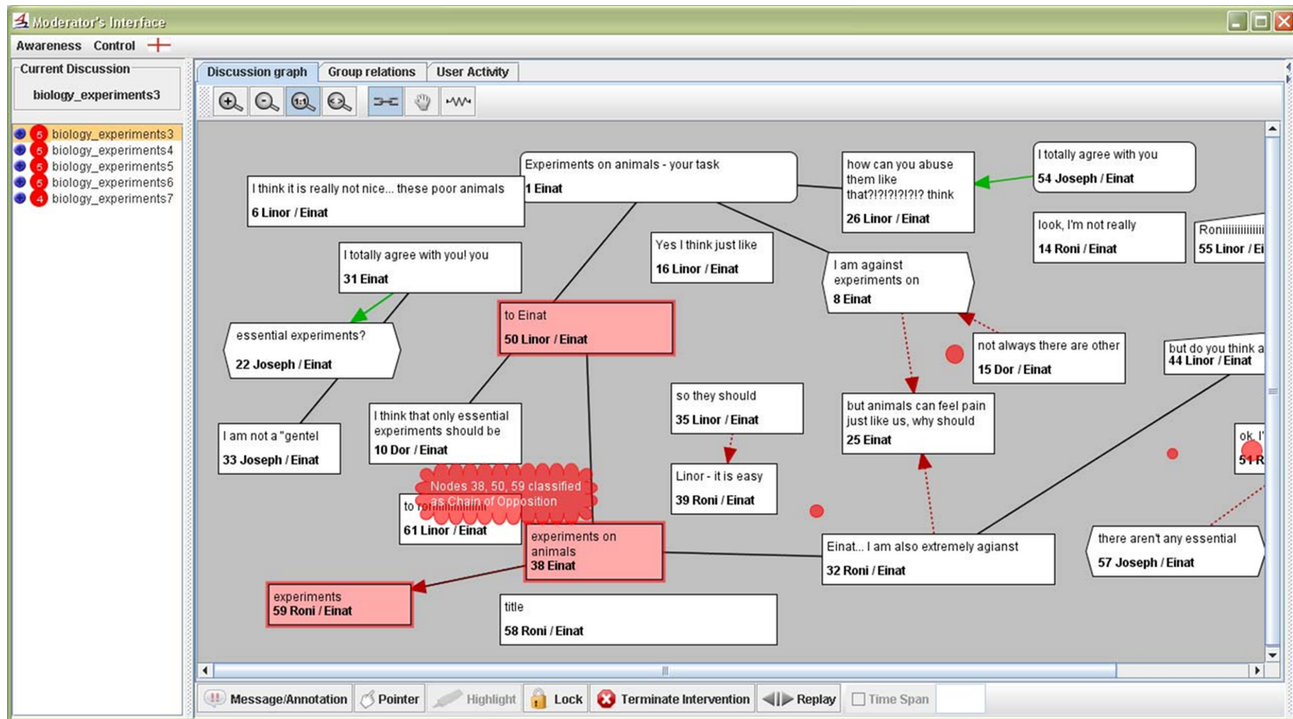 Moderator's Interface
Awareness Control
Current Discussion
biology_experiments3
5 biology_experiments3
5 biology_experiments4
5 biology_experiments5
5 biology_experiments6
4 biology_experiments7
Discussion graph Group relations User Activity
1:1
Experiments on animals - your task
1 Einat
I think it is really not nice... these poor animals
6 Linor / Einat
how can you abuse
them like
that?!?!?!?!?!? think
26 Linor / Einat
I totally agree with you
54 Joseph / Einat
look, I'm not really
14 Roni / Einat
55 Linor / Ei
Yes I think just like
16 Linor / Einat
I totally agree with you! you
31 Einat
I am against
experiments on
8 Einat
essential experiments?
22 Joseph / Einat
to Einat
50 Linor / Einat
not always there are other
15 Dor / Einat
but do you think a
44 Linor / Einat
I am not a "gentel
33 Joseph / Einat
I think that only essential
experiments should be
10 Dor / Einat
so they should
35 Linor / Einat
but animals can feel pain
just like us, why should
25 Einat
ok, I'
51 R
Linor - it is easy
39 Roni / Einat
Nodes 38, 50, 59 classified
as Chain of Opposition
to
61 Linor / Einat
experiments on
animals
38 Einat
Einat... I am also extremely agianst
32 Roni / Einat
there aren't any essential
57 Joseph / Einat
experiments
59 Roni / Einat
title
58 Roni / Einat
Message/Annotation Pointer Highlight Lock Terminate Intervention Replay Time Span